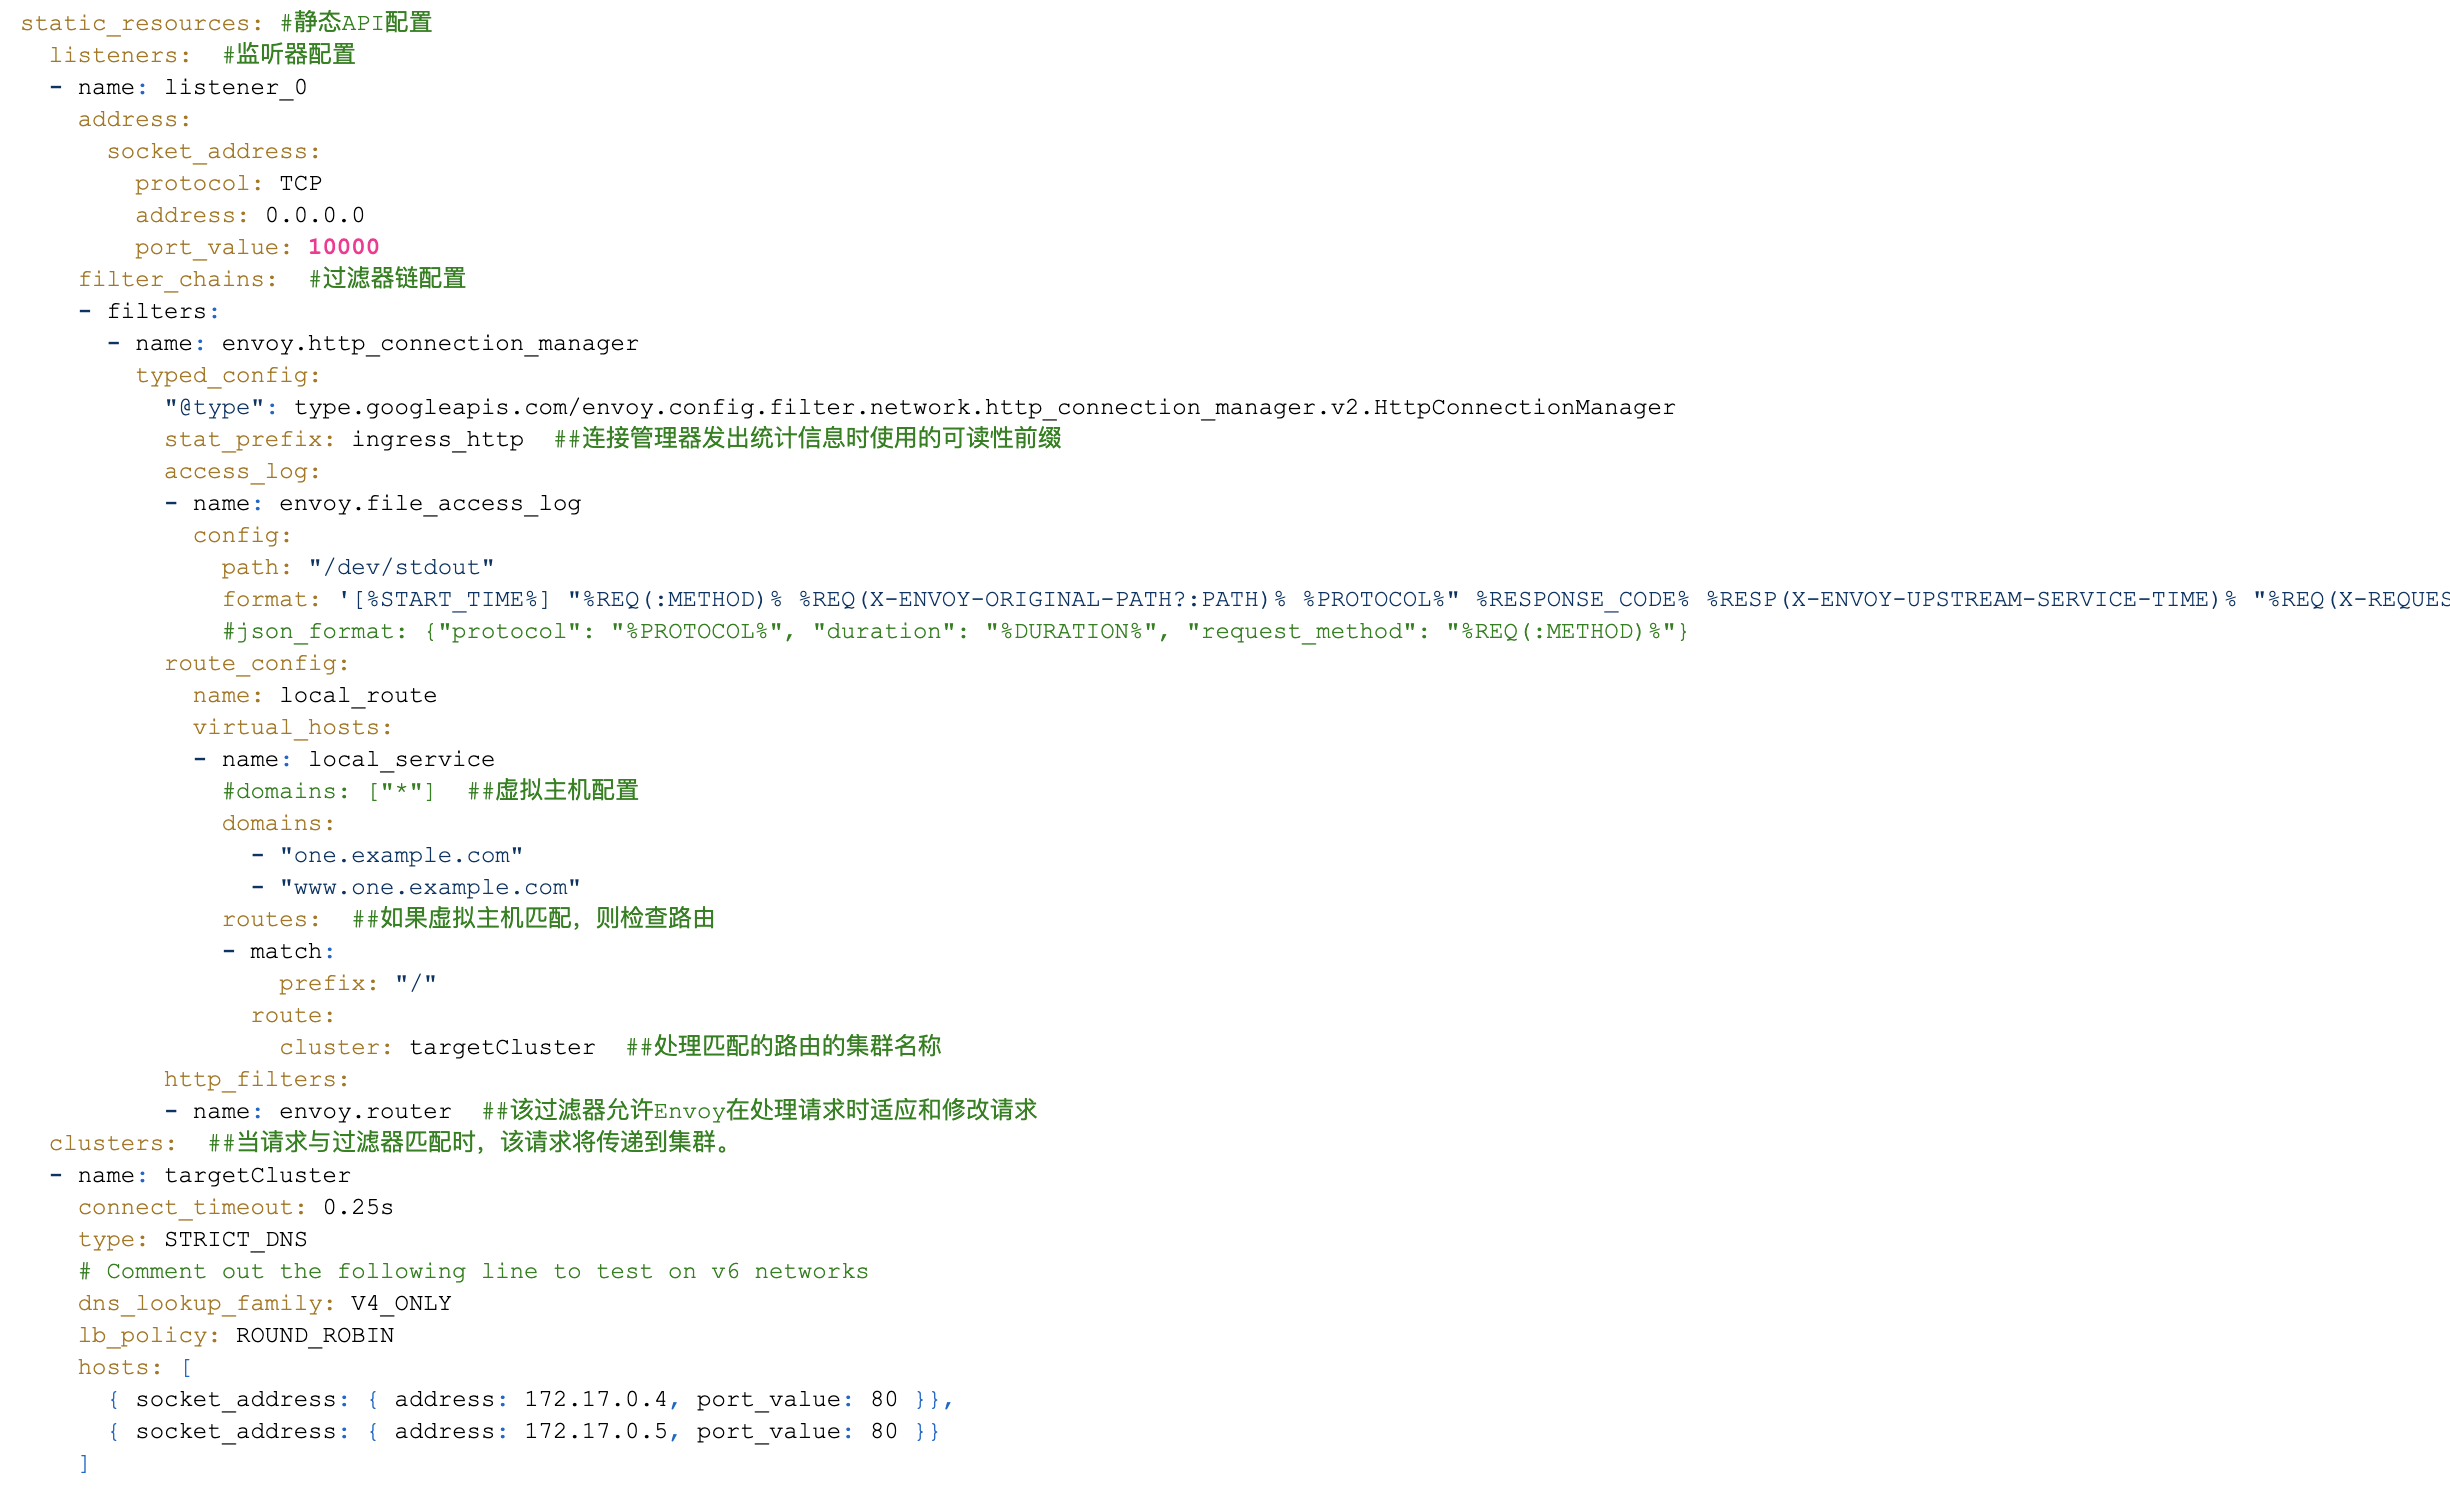 static_resources: #静态API配置
  listeners:  #监听器配置
  - name: listener_0
    address:
      socket_address:
        protocol: TCP
        address: 0.0.0.0
        port_value: 10000
    filter_chains:  #过滤器链配置
    - filters:
      - name: envoy.http_connection_manager
        typed_config:
          "@type": type.googleapis.com/envoy.config.filter.network.http_connection_manager.v2.HttpConnectionManager
          stat_prefix: ingress_http  ##连接管理器发出统计信息时使用的可读性前缀
          access_log:
          - name: envoy.file_access_log
            config:
              path: "/dev/stdout"
              format: '[%START_TIME%] "%REQ(:METHOD)% %REQ(X-ENVOY-ORIGINAL-PATH?:PATH)% %PROTOCOL%" %RESPONSE_CODE% %RESP(X-ENVOY-UPSTREAM-SERVICE-TIME)% "%REQ(X-REQUES
              #json_format: {"protocol": "%PROTOCOL%", "duration": "%DURATION%", "request_method": "%REQ(:METHOD)%"}
          route_config:
            name: local_route
            virtual_hosts:
            - name: local_service
              #domains: ["*"]  ##虚拟主机配置
              domains:
                - "one.example.com"
                - "www.one.example.com"
              routes:  ##如果虚拟主机匹配，则检查路由
              - match:
                  prefix: "/"
                route:
                  cluster: targetCluster  ##处理匹配的路由的集群名称
          http_filters:
          - name: envoy.router  ##该过滤器允许Envoy在处理请求时适应和修改请求
  clusters:  ##当请求与过滤器匹配时，该请求将传递到集群。
  - name: targetCluster
    connect_timeout: 0.25s
    type: STRICT_DNS
    # Comment out the following line to test on v6 networks
    dns_lookup_family: V4_ONLY
    lb_policy: ROUND_ROBIN
    hosts: [
      { socket_address: { address: 172.17.0.4, port_value: 80 }},
      { socket_address: { address: 172.17.0.5, port_value: 80 }}
    ]